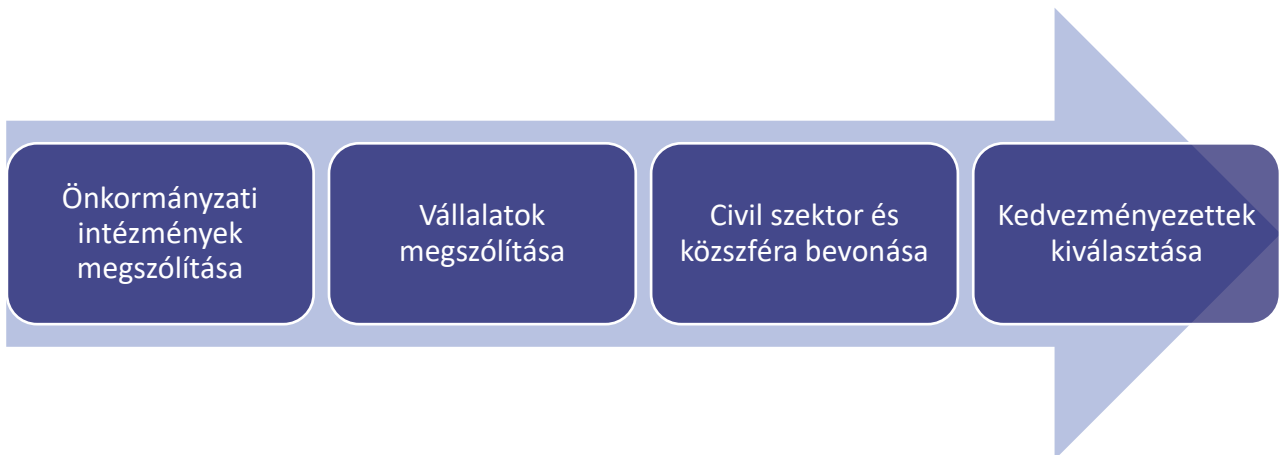 Önkormányzati
intézmények
megszólítása
Vállalatok
megszólítása
Civil szektor és
közszféra bevonása
Kedvezményezettek
kiválasztása